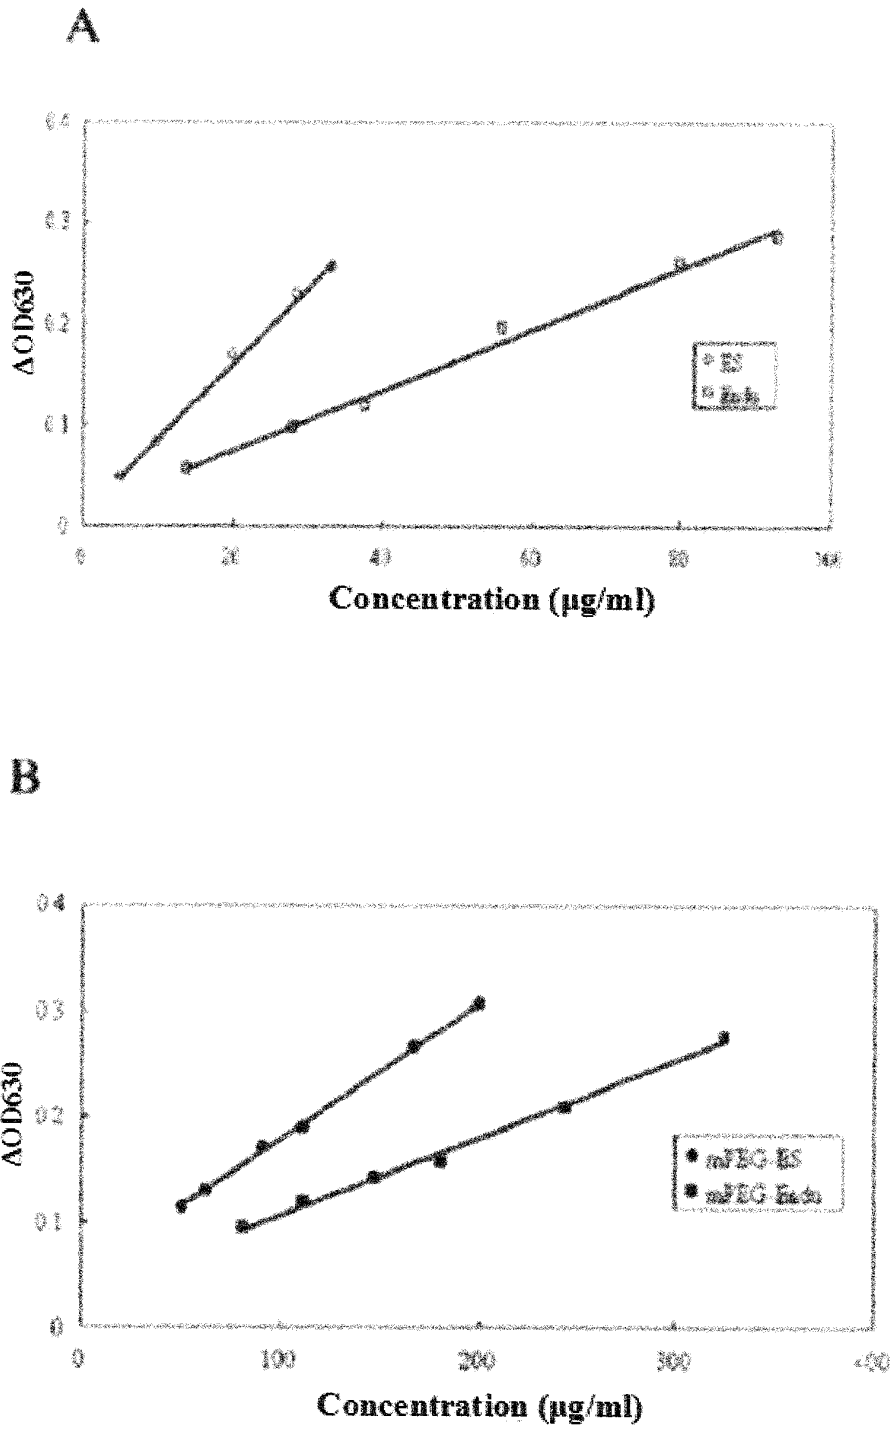 A
0.4
0.3
0.2
0.1
0
ΔOD630
ES
Endu
0 20 40 60 80 100
Concentration (μg/ml)
B
0.4
0.3
0.2
0.1
0
ΔOD630
mPEG-ES
mPEG-Endu
0 100 200 300 400
Concentration (μg/ml)